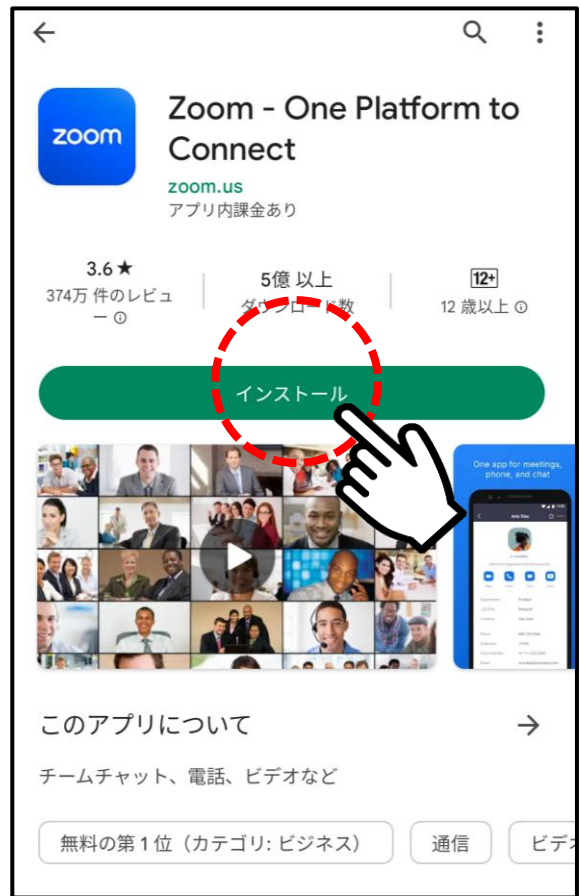 zoom
Zoom - One Platform to
Connect
zoom.us
アプリ内課金あり
3.6★
374万 件のレビュ
ー
5億 以上
ダウンロード数
12+
12 歳以上
インストール
One app for meetings,
phone, and chat
このアプリについて
チームチャット、電話、ビデオなど
無料の第 1 位（カテゴリ: ビジネス）
通信
ビデオ